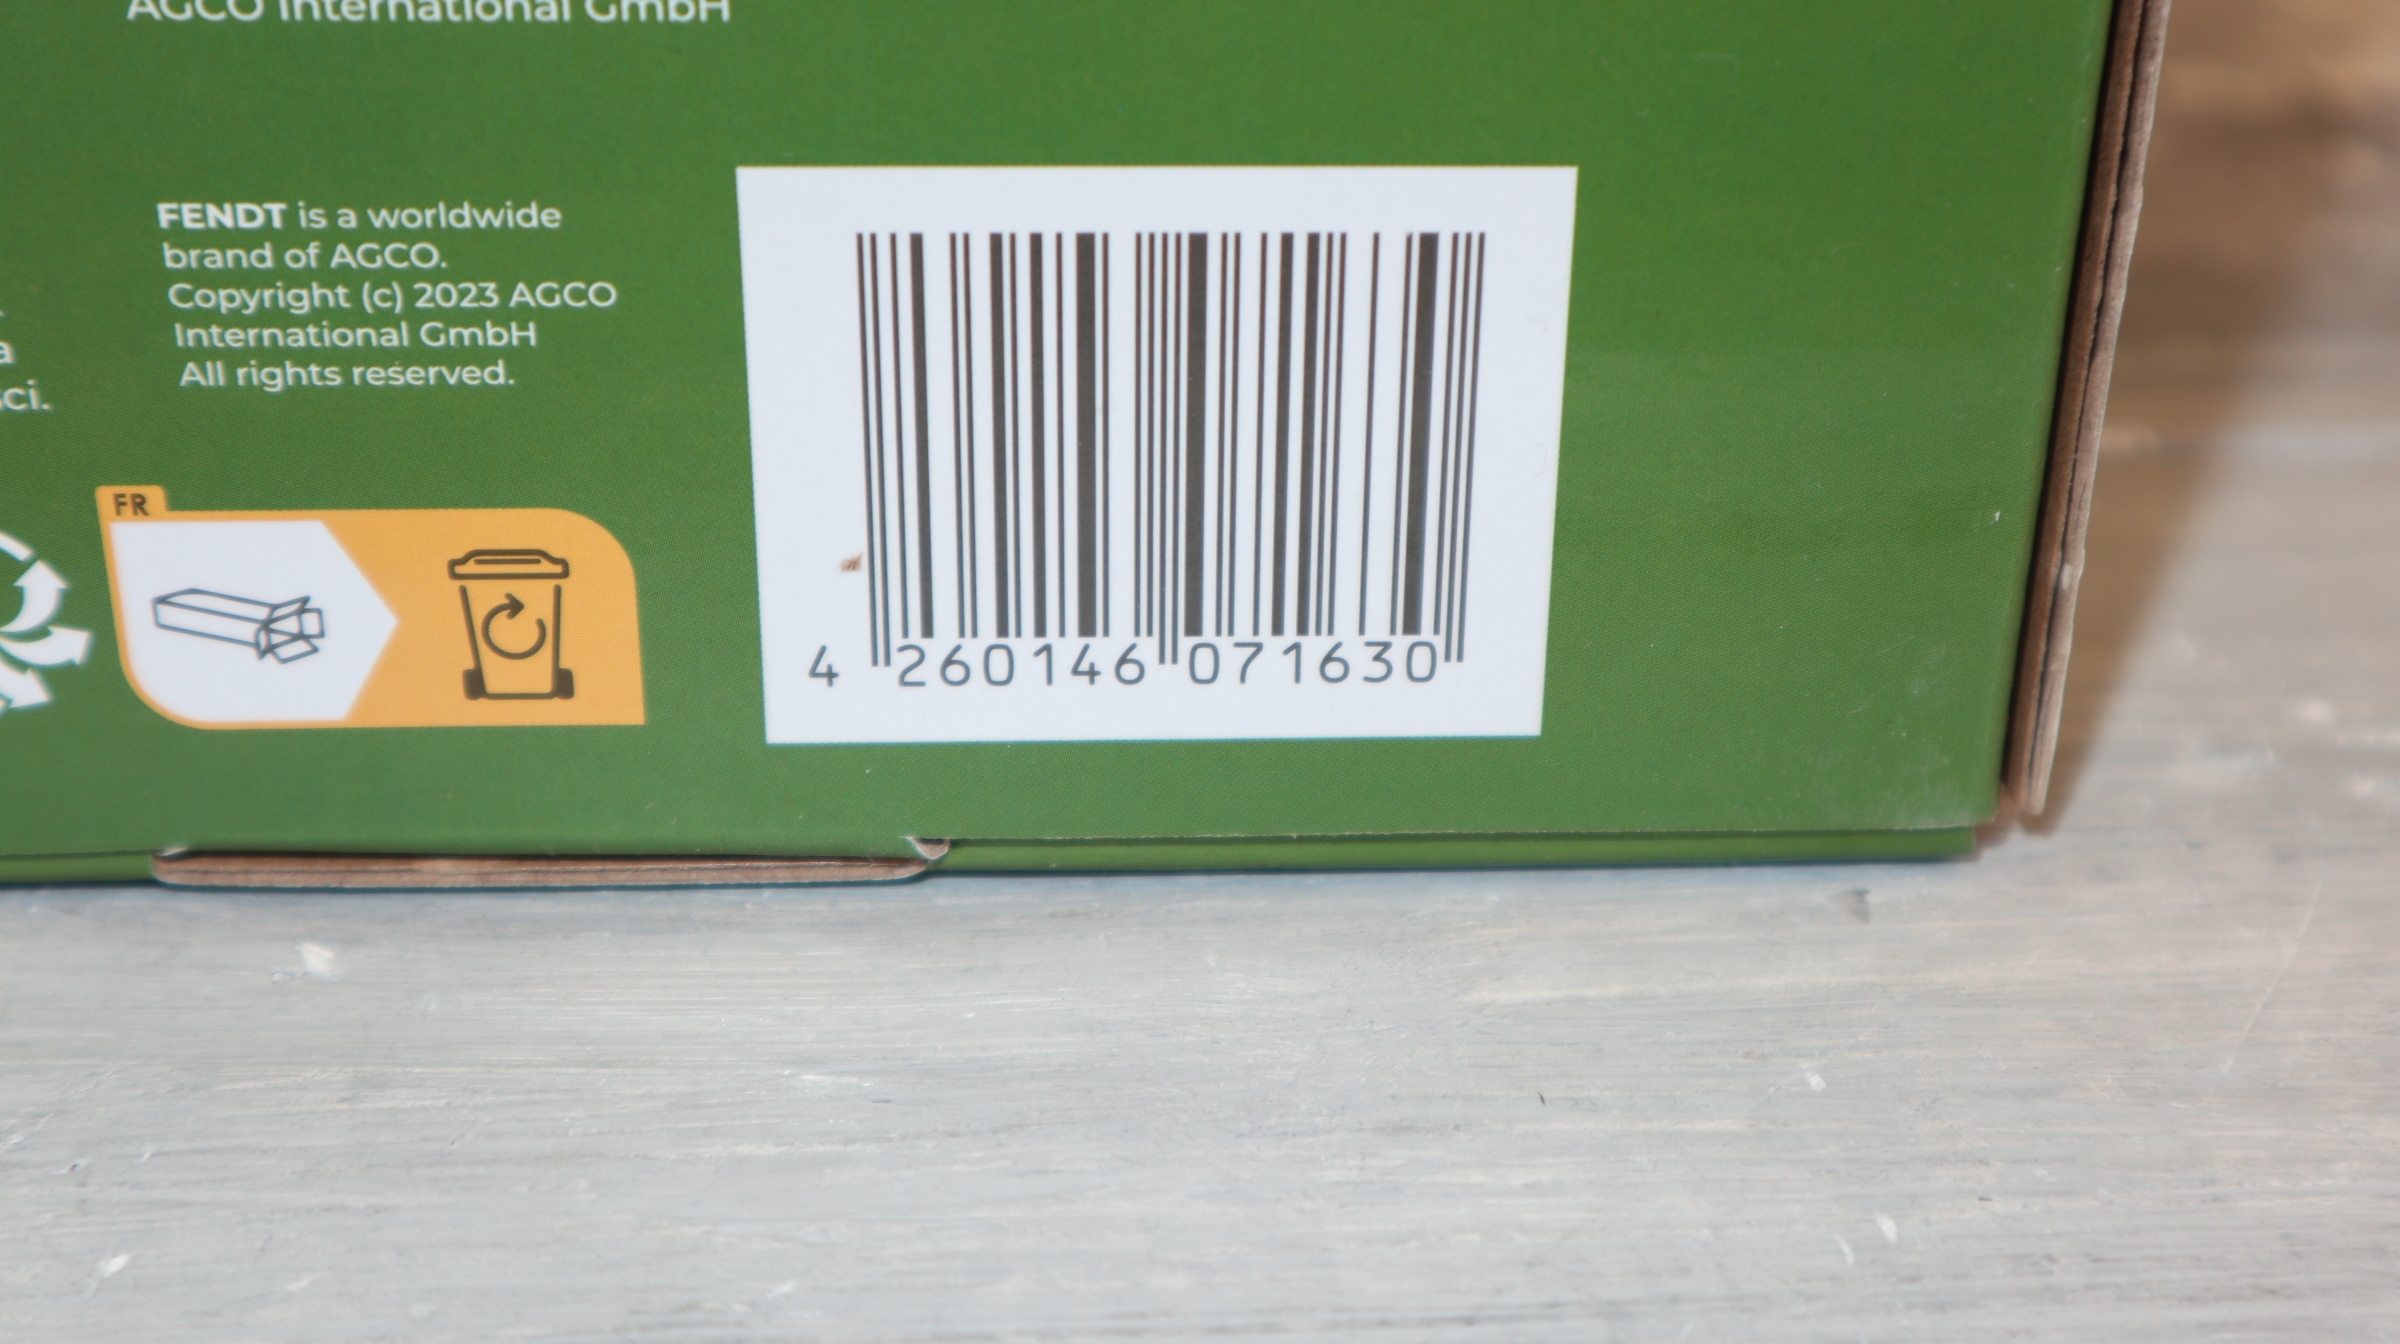 AGCO International GmbH
FENDT is a worldwide
brand of AGCO.
Copyright (c) 2023 AGCO
International GmbH
All rights reserved.
a
sci.
FR
4 260146 071630